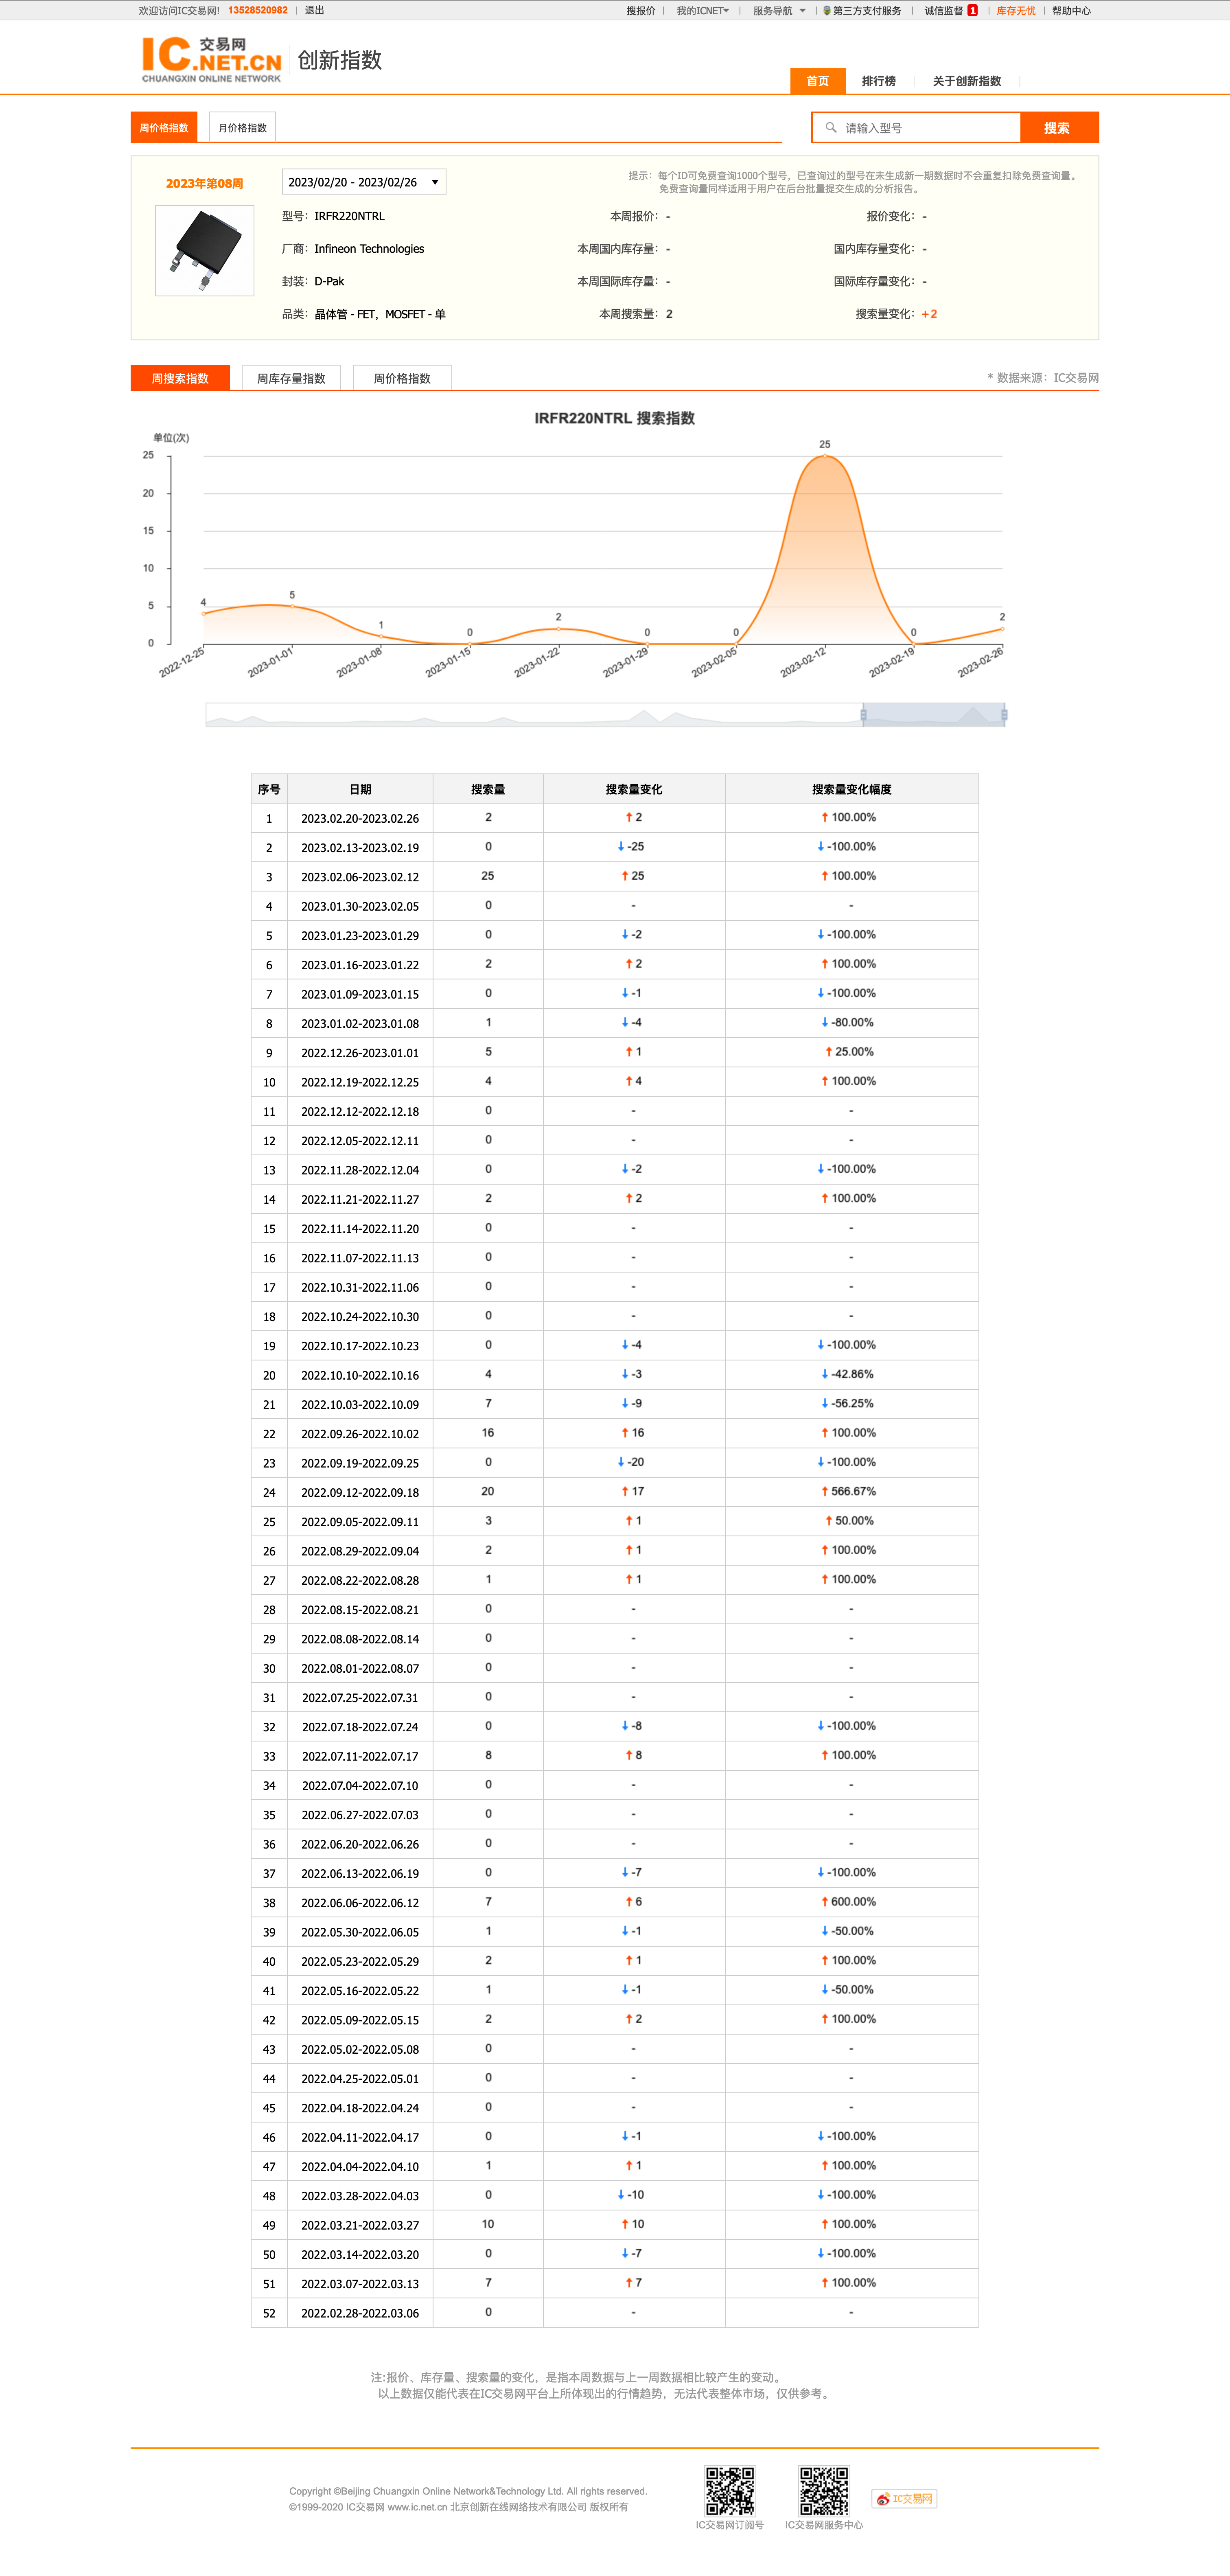 欢迎访问IC交易网! 13528520982 | 退出 搜报价 | 我的ICNET | 服务导航 | 第三方支付服务 | 诚信监督 1 | 库存无忧 | 帮助中心
IC 交易网 .NET.CN CHUANGXIN ONLINE NETWORK 创新指数
首页 排行榜 关于创新指数
周价格指数 月价格指数 请输入型号 搜索
2023年第08周 2023/02/20 - 2023/02/26
提示：每个ID可免费查询1000个型号，已查询过的型号在未生成新一期数据时不会重复扣除免费查询量。
免费查询量同样适用于用户在后台批量提交生成的分析报告。
型号：IRFR220NTRL 本周报价：- 报价变化：-
厂商：Infineon Technologies 本周国内库存量：- 国内库存量变化：-
封装：D-Pak 本周国际库存量：- 国际库存量变化：-
品类：晶体管 - FET，MOSFET - 单 本周搜索量：2 搜索量变化：+2
周搜索指数 周库存量指数 周价格指数 * 数据来源：IC交易网
IRFR220NTRL 搜索指数
单位(次)
25
20
15
10
5
0
4 5 1 0 2 0 0 25 0 2
2022-12-25 2023-01-01 2023-01-08 2023-01-15 2023-01-22 2023-01-29 2023-02-05 2023-02-12 2023-02-19 2023-02-26
序号 日期 搜索量 搜索量变化 搜索量变化幅度
1 2023.02.20-2023.02.26 2 ↑2 ↑100.00%
2 2023.02.13-2023.02.19 0 ↓-25 ↓-100.00%
3 2023.02.06-2023.02.12 25 ↑25 ↑100.00%
4 2023.01.30-2023.02.05 0 - -
5 2023.01.23-2023.01.29 0 ↓-2 ↓-100.00%
6 2023.01.16-2023.01.22 2 ↑2 ↑100.00%
7 2023.01.09-2023.01.15 0 ↓-1 ↓-100.00%
8 2023.01.02-2023.01.08 1 ↓-4 ↓-80.00%
9 2022.12.26-2023.01.01 5 ↑1 ↑25.00%
10 2022.12.19-2022.12.25 4 ↑4 ↑100.00%
11 2022.12.12-2022.12.18 0 - -
12 2022.12.05-2022.12.11 0 - -
13 2022.11.28-2022.12.04 0 ↓-2 ↓-100.00%
14 2022.11.21-2022.11.27 2 ↑2 ↑100.00%
15 2022.11.14-2022.11.20 0 - -
16 2022.11.07-2022.11.13 0 - -
17 2022.10.31-2022.11.06 0 - -
18 2022.10.24-2022.10.30 0 - -
19 2022.10.17-2022.10.23 0 ↓-4 ↓-100.00%
20 2022.10.10-2022.10.16 4 ↓-3 ↓-42.86%
21 2022.10.03-2022.10.09 7 ↓-9 ↓-56.25%
22 2022.09.26-2022.10.02 16 ↑16 ↑100.00%
23 2022.09.19-2022.09.25 0 ↓-20 ↓-100.00%
24 2022.09.12-2022.09.18 20 ↑17 ↑566.67%
25 2022.09.05-2022.09.11 3 ↑1 ↑50.00%
26 2022.08.29-2022.09.04 2 ↑1 ↑100.00%
27 2022.08.22-2022.08.28 1 ↑1 ↑100.00%
28 2022.08.15-2022.08.21 0 - -
29 2022.08.08-2022.08.14 0 - -
30 2022.08.01-2022.08.07 0 - -
31 2022.07.25-2022.07.31 0 - -
32 2022.07.18-2022.07.24 0 ↓-8 ↓-100.00%
33 2022.07.11-2022.07.17 8 ↑8 ↑100.00%
34 2022.07.04-2022.07.10 0 - -
35 2022.06.27-2022.07.03 0 - -
36 2022.06.20-2022.06.26 0 - -
37 2022.06.13-2022.06.19 0 ↓-7 ↓-100.00%
38 2022.06.06-2022.06.12 7 ↑6 ↑600.00%
39 2022.05.30-2022.06.05 1 ↓-1 ↓-50.00%
40 2022.05.23-2022.05.29 2 ↑1 ↑100.00%
41 2022.05.16-2022.05.22 1 ↓-1 ↓-50.00%
42 2022.05.09-2022.05.15 2 ↑2 ↑100.00%
43 2022.05.02-2022.05.08 0 - -
44 2022.04.25-2022.05.01 0 - -
45 2022.04.18-2022.04.24 0 - -
46 2022.04.11-2022.04.17 0 ↓-1 ↓-100.00%
47 2022.04.04-2022.04.10 1 ↑1 ↑100.00%
48 2022.03.28-2022.04.03 0 ↓-10 ↓-100.00%
49 2022.03.21-2022.03.27 10 ↑10 ↑100.00%
50 2022.03.14-2022.03.20 0 ↓-7 ↓-100.00%
51 2022.03.07-2022.03.13 7 ↑7 ↑100.00%
52 2022.02.28-2022.03.06 0 - -
注:报价、库存量、搜索量的变化，是指本周数据与上一周数据相比较产生的变动。
以上数据仅能代表在IC交易网平台上所体现出的行情趋势，无法代表整体市场，仅供参考。
Copyright ©Beijing Chuangxin Online Network&Technology Ltd. All rights reserved.
©1999-2020 IC交易网 www.ic.net.cn 北京创新在线网络技术有限公司 版权所有
IC交易网订阅号 IC交易网服务中心 IC交易网